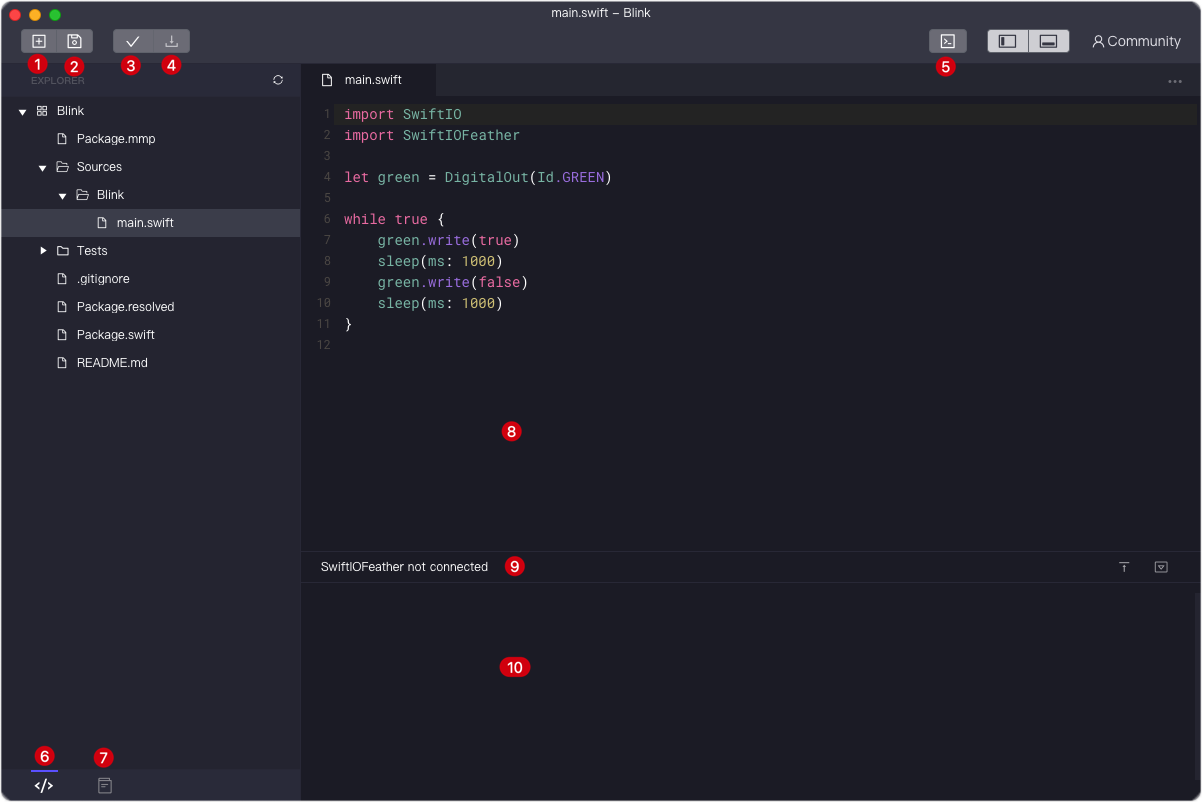 main.swift – Blink
Community
1 2 3 4 5
EXPLORER
main.swift
Blink
Package.mmp
Sources
Blink
main.swift
Tests
.gitignore
Package.resolved
Package.swift
README.md
1 import SwiftIO
2 import SwiftIOFeather
3
4 let green = DigitalOut(Id.GREEN)
5
6 while true {
7 green.write(true)
8 sleep(ms: 1000)
9 green.write(false)
10 sleep(ms: 1000)
11 }
12
8
SwiftIOFeather not connected 9
10
6 7